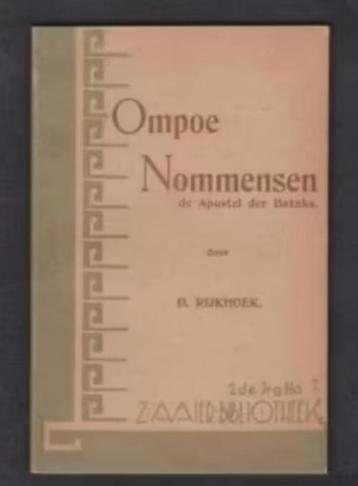 Ompoe
Nommensen
de Apostel der Bataks.
door
D. RIJKHOEK.
2de Jrg No 7
ZAAIER-BIBLIOTHEEK